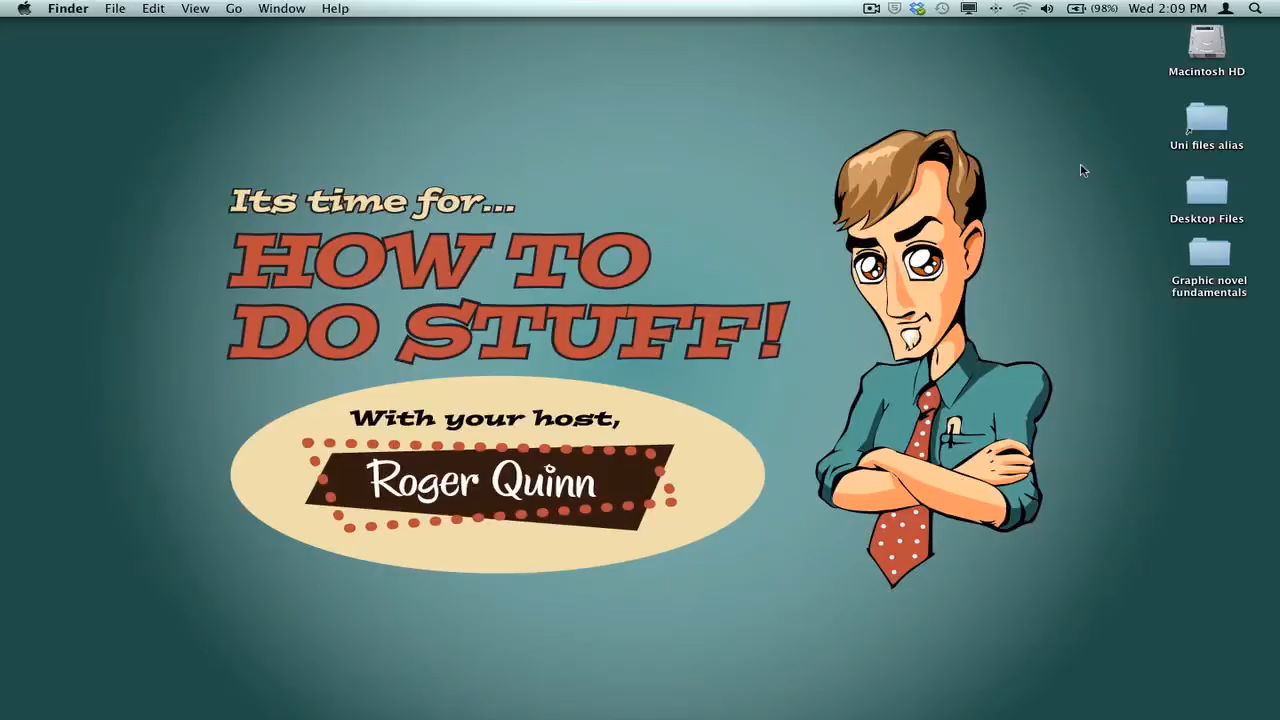 Finder File Edit View Go Window Help (98%) Wed 2:09 PM
Macintosh HD
Uni files alias
Desktop Files
Graphic novel
fundamentals
Its time for...
HOW TO
DO STUFF!
With your host,
Roger Quinn